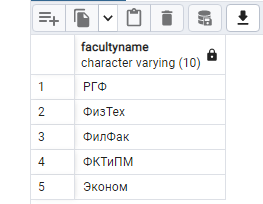 facultyname
character varying (10)
1 РГФ
2 ФизТех
3 ФилФак
4 ФКТиПМ
5 Эконом